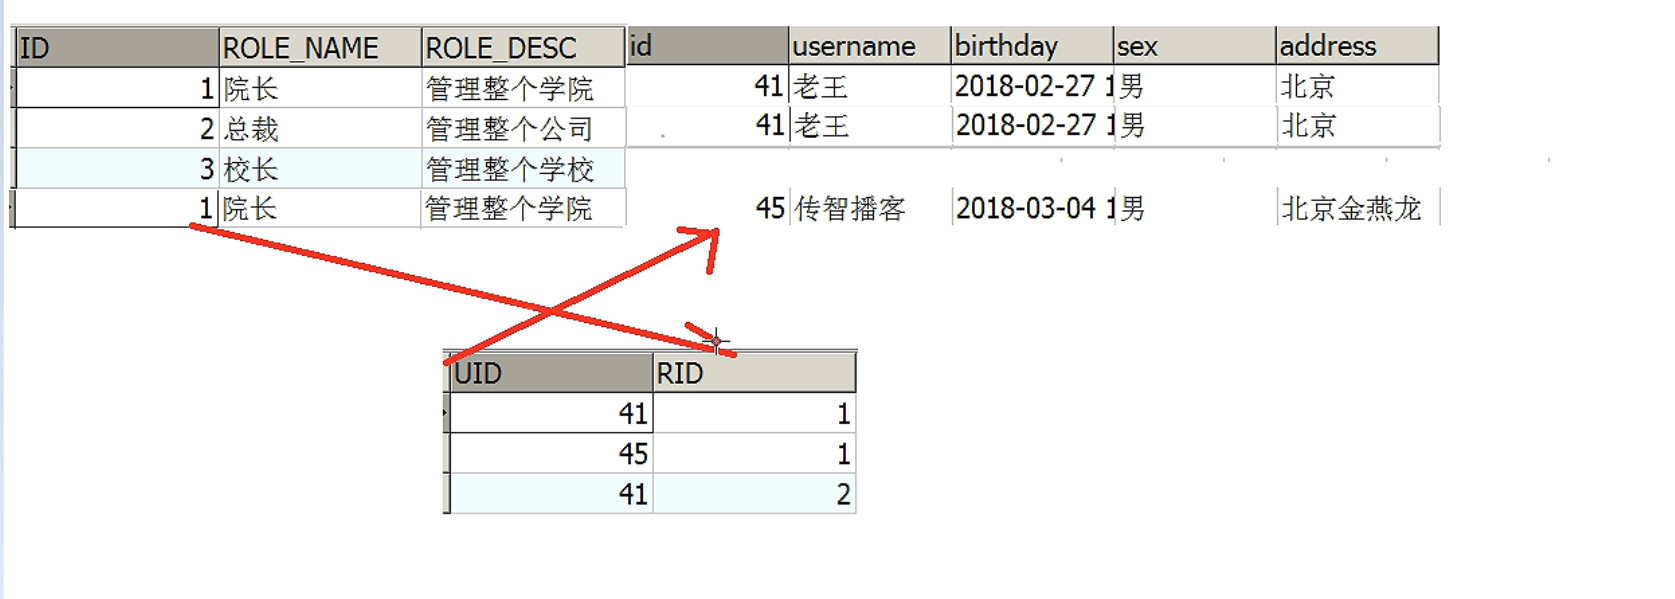 ID ROLE_NAME ROLE_DESC id username birthday sex address
1 院长 管理整个学院 41 老王 2018-02-27 1 男 北京
2 总裁 管理整个公司 41 老王 2018-02-27 1 男 北京
3 校长 管理整个学校
1 院长 管理整个学院 45 传智播客 2018-03-04 1 男 北京金燕龙
UID RID
41 1
45 1
41 2